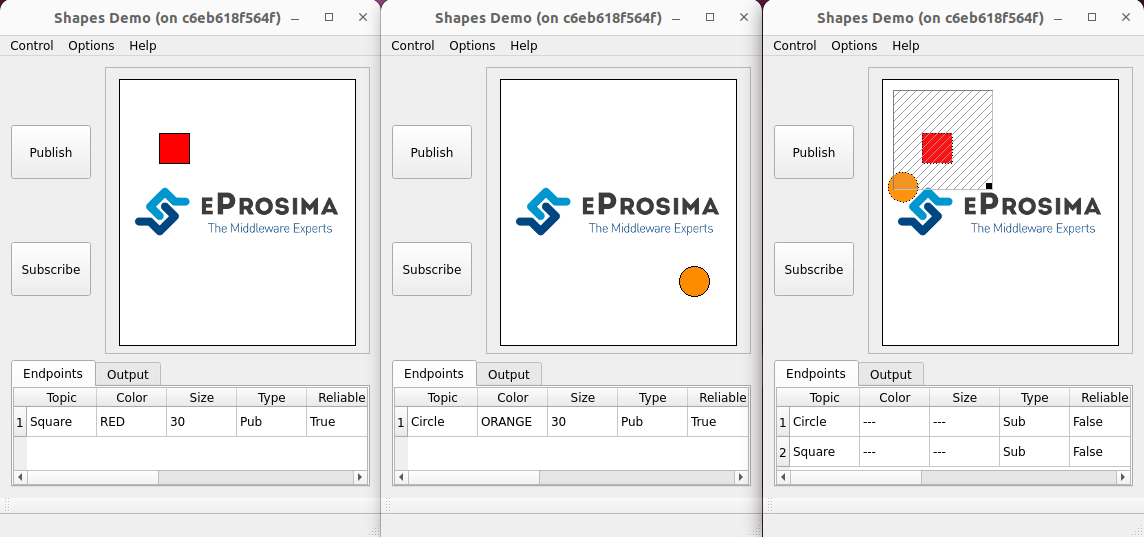 Shapes Demo (on c6eb618f564f)
Control Options Help
Publish
Subscribe
EPROSIMA
The Middleware Experts
Endpoints Output
Topic Color Size Type Reliable
1 Square RED 30 Pub True
Shapes Demo (on c6eb618f564f)
Control Options Help
Publish
Subscribe
EPROSIMA
The Middleware Experts
Endpoints Output
Topic Color Size Type Reliable
1 Circle ORANGE 30 Pub True
Shapes Demo (on c6eb618f564f)
Control Options Help
Publish
Subscribe
EPROSIMA
The Middleware Experts
Endpoints Output
Topic Color Size Type Reliable
1 Circle --- --- Sub False
2 Square --- --- Sub False